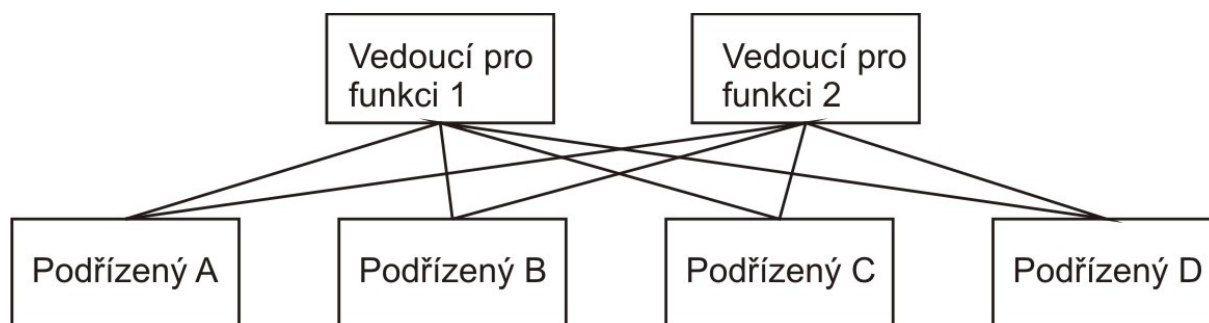 Vedoucí pro
funkci 1
Vedoucí pro
funkci 2
Podřízený A
Podřízený B
Podřízený C
Podřízený D